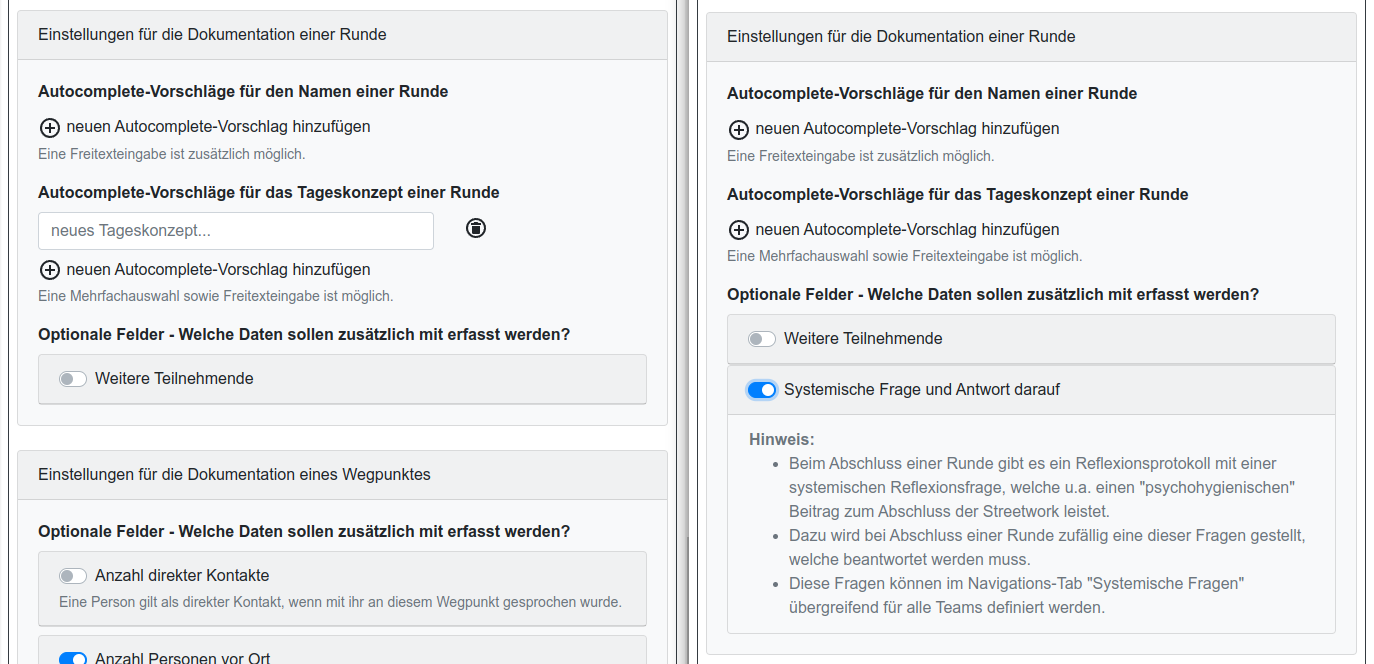 Einstellungen für die Dokumentation einer Runde
Autocomplete-Vorschläge für den Namen einer Runde
neuen Autocomplete-Vorschlag hinzufügen
Eine Freitexteingabe ist zusätzlich möglich.
Autocomplete-Vorschläge für das Tageskonzept einer Runde
neues Tageskonzept...
neuen Autocomplete-Vorschlag hinzufügen
Eine Mehrfachauswahl sowie Freitexteingabe ist möglich.
Optionale Felder - Welche Daten sollen zusätzlich mit erfasst werden?
Weitere Teilnehmende
Einstellungen für die Dokumentation eines Wegpunktes
Optionale Felder - Welche Daten sollen zusätzlich mit erfasst werden?
Anzahl direkter Kontakte
Eine Person gilt als direkter Kontakt, wenn mit ihr an diesem Wegpunkt gesprochen wurde.
Anzahl Personen vor Ort
Einstellungen für die Dokumentation einer Runde
Autocomplete-Vorschläge für den Namen einer Runde
neuen Autocomplete-Vorschlag hinzufügen
Eine Freitexteingabe ist zusätzlich möglich.
Autocomplete-Vorschläge für das Tageskonzept einer Runde
neuen Autocomplete-Vorschlag hinzufügen
Eine Mehrfachauswahl sowie Freitexteingabe ist möglich.
Optionale Felder - Welche Daten sollen zusätzlich mit erfasst werden?
Weitere Teilnehmende
Systemische Frage und Antwort darauf
Hinweis:
• Beim Abschluss einer Runde gibt es ein Reflexionsprotokoll mit einer
systemischen Reflexionsfrage, welche u.a. einen "psychohygienischen"
Beitrag zum Abschluss der Streetwork leistet.
• Dazu wird bei Abschluss einer Runde zufällig eine dieser Fragen gestellt,
welche beantwortet werden muss.
• Diese Fragen können im Navigations-Tab "Systemische Fragen"
übergreifend für alle Teams definiert werden.